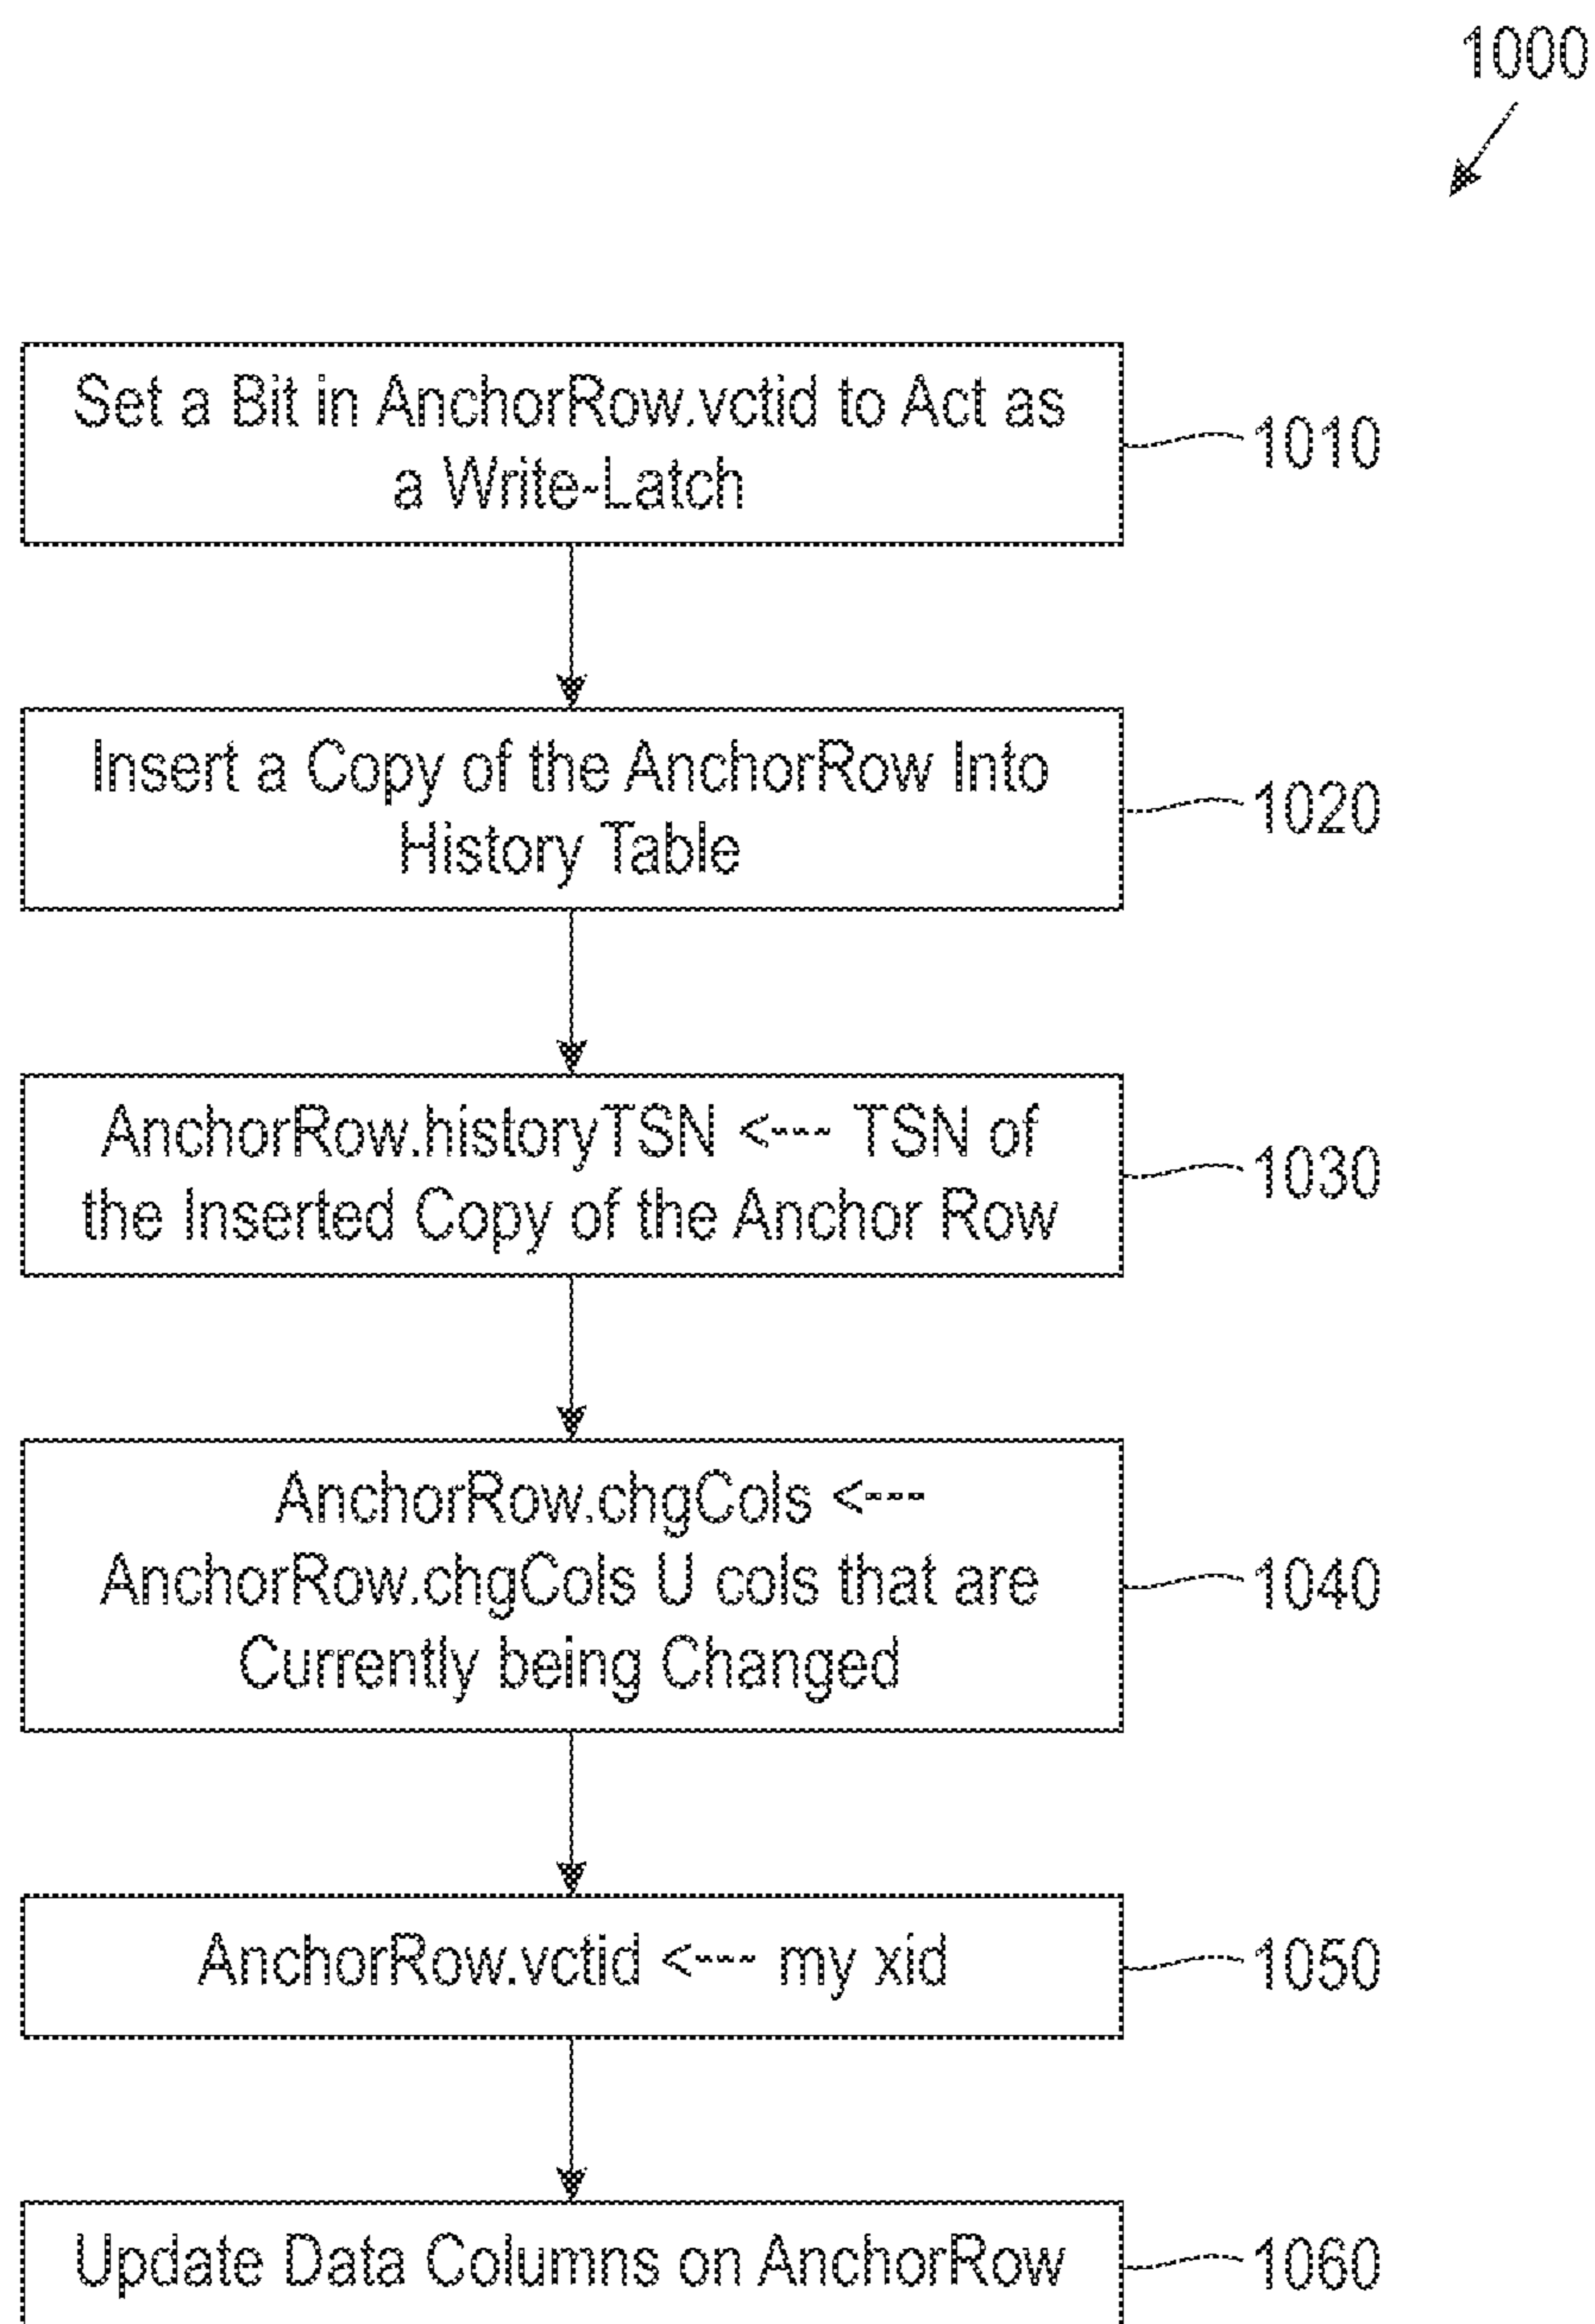 1000
Set a Bit in AnchorRow.vctid to Act as
a Write-Latch
1010
Insert a Copy of the AnchorRow Into
History Table
1020
AnchorRow.historyTSN <--- TSN of
the Inserted Copy of the Anchor Row
1030
AnchorRow.chgCols <---
AnchorRow.chgCols U cols that are
Currently being Changed
1040
AnchorRow.vctid <--- my xid
1050
Update Data Columns on AnchorRow
1060